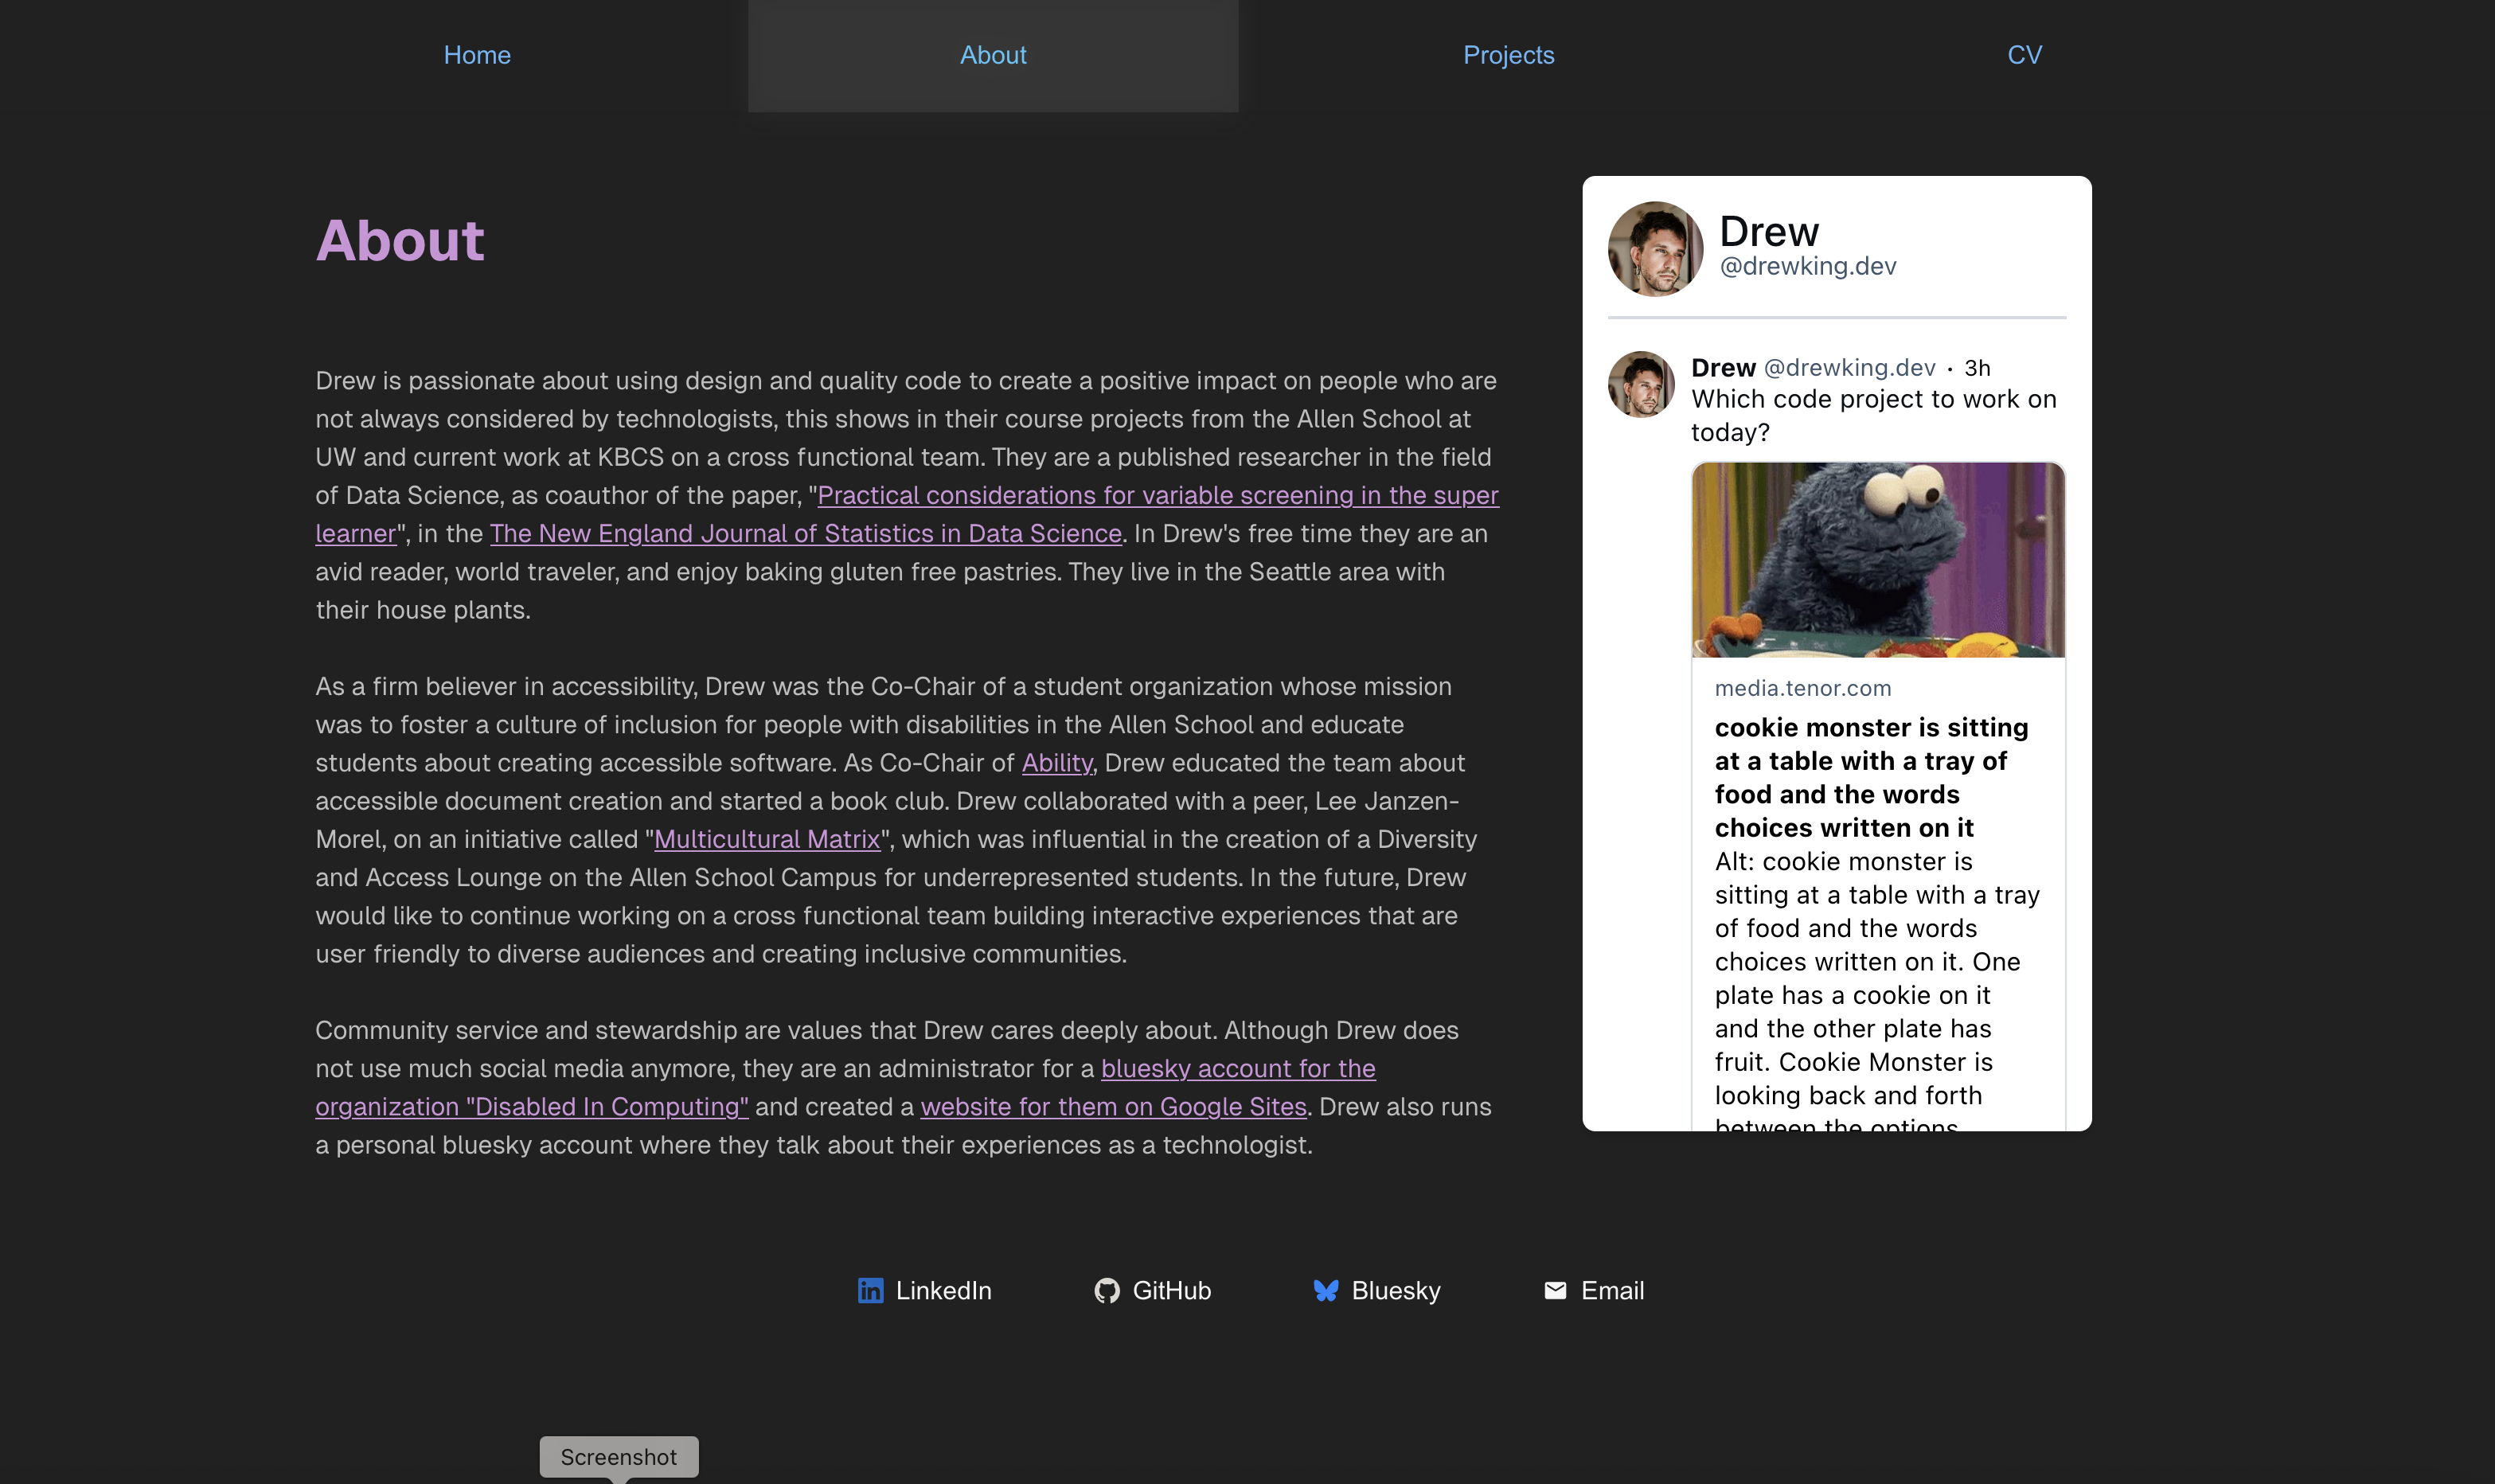 Home
About
Projects
CV
About
Drew is passionate about using design and quality code to create a positive impact on people who are
not always considered by technologists, this shows in their course projects from the Allen School at
UW and current work at KBCS on a cross functional team. They are a published researcher in the field
of Data Science, as coauthor of the paper, "Practical considerations for variable screening in the super
learner", in the The New England Journal of Statistics in Data Science. In Drew's free time they are an
avid reader, world traveler, and enjoy baking gluten free pastries. They live in the Seattle area with
their house plants.
As a firm believer in accessibility, Drew was the Co-Chair of a student organization whose mission
was to foster a culture of inclusion for people with disabilities in the Allen School and educate
students about creating accessible software. As Co-Chair of Ability, Drew educated the team about
accessible document creation and started a book club. Drew collaborated with a peer, Lee Janzen-
Morel, on an initiative called "Multicultural Matrix", which was influential in the creation of a Diversity
and Access Lounge on the Allen School Campus for underrepresented students. In the future, Drew
would like to continue working on a cross functional team building interactive experiences that are
user friendly to diverse audiences and creating inclusive communities.
Community service and stewardship are values that Drew cares deeply about. Although Drew does
not use much social media anymore, they are an administrator for a bluesky account for the
organization "Disabled In Computing" and created a website for them on Google Sites. Drew also runs
a personal bluesky account where they talk about their experiences as a technologist.
Drew
@drewking.dev
Drew @drewking.dev · 3h
Which code project to work on
today?
media.tenor.com
cookie monster is sitting
at a table with a tray of
food and the words
choices written on it
Alt: cookie monster is
sitting at a table with a tray
of food and the words
choices written on it. One
plate has a cookie on it
and the other plate has
fruit. Cookie Monster is
looking back and forth
between the options
LinkedIn
GitHub
Bluesky
Email
Screenshot